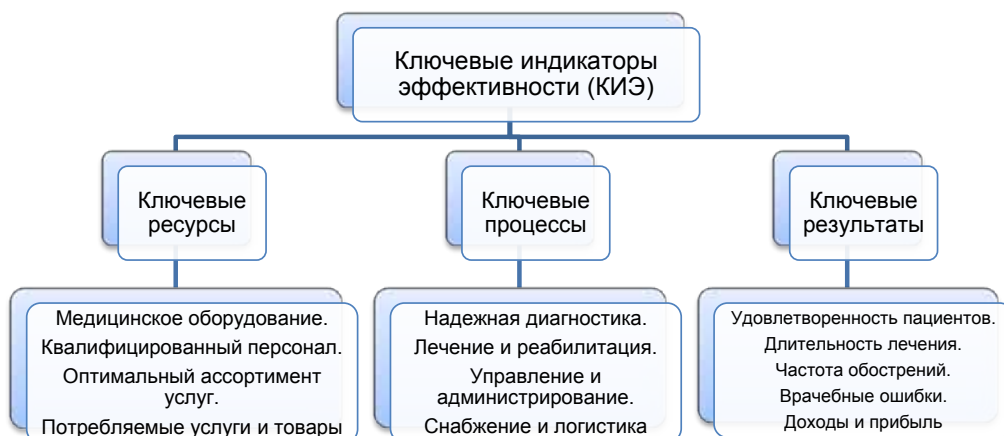 Ключевые индикаторы
эффективности (КИЭ)
Ключевые
ресурсы
Ключевые
процессы
Ключевые
результаты
Медицинское оборудование.
Квалифицированный персонал.
Оптимальный ассортимент
услуг.
Потребляемые услуги и товары
Надежная диагностика.
Лечение и реабилитация.
Управление и
администрирование.
Снабжение и логистика
Удовлетворенность пациентов.
Длительность лечения.
Частота обострений.
Врачебные ошибки.
Доходы и прибыль